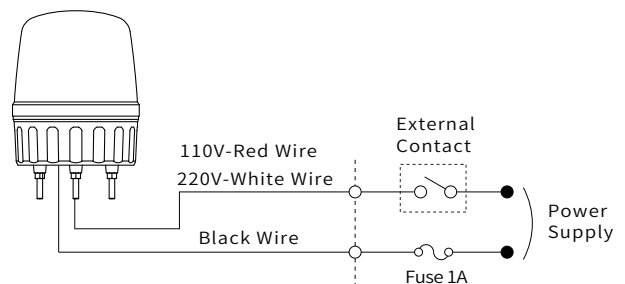 External
Contact
110V-Red Wire
220V-White Wire
Power
Supply
Black Wire
Fuse 1A